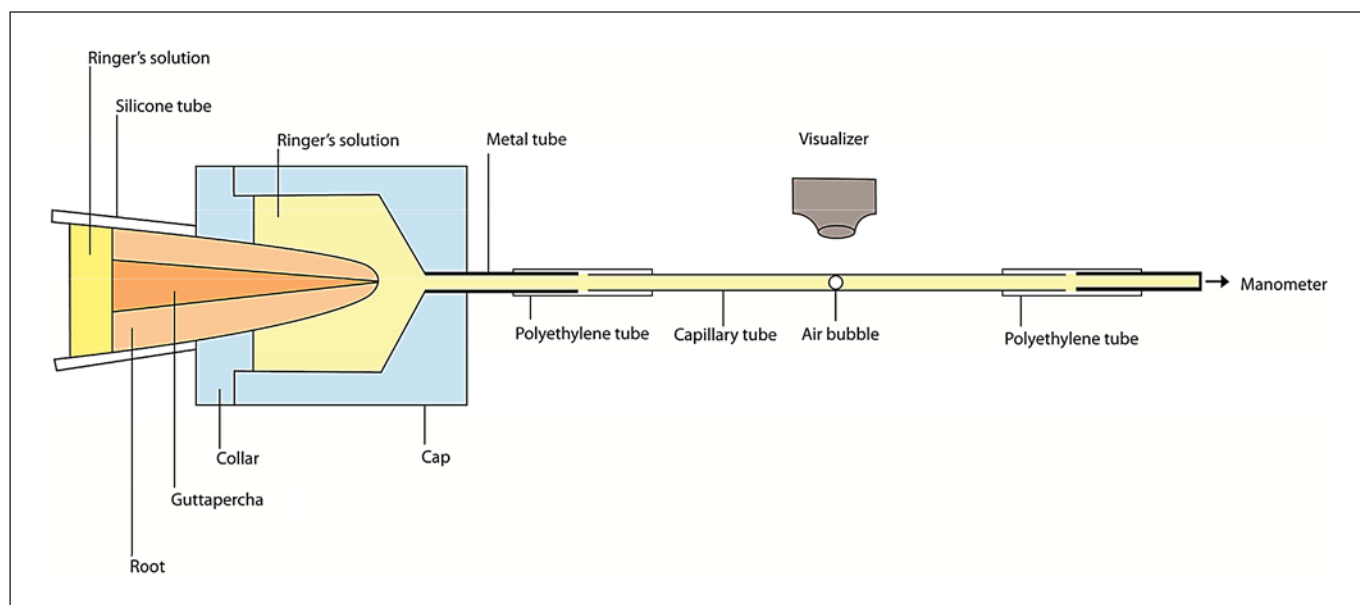 Ringer's solution
Silicone tube
Ringer's solution
Metal tube
Visualizer
Manometer
Polyethylene tube
Capillary tube
Air bubble
Polyethylene tube
Collar
Cap
Guttapercha
Root